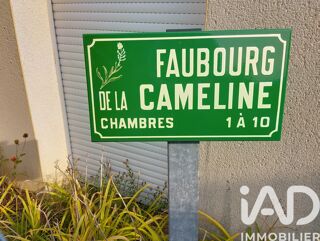 FAUBOURG
DE LA CAMELINE
CHAMBRES 1 À 10
iAD
IMMOBILIER